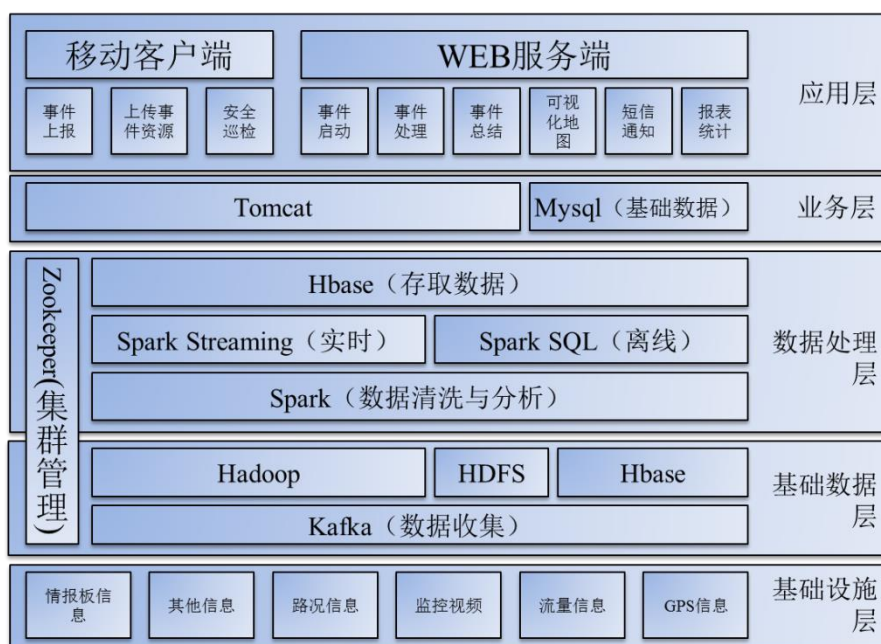 移动客户端
WEB服务端
应用层
事件
上报
上传事
件资源
安全
巡检
事件
启动
事件
处理
事件
总结
可视
化地
图
短信
通知
报表
统计
Tomcat
Mysql（基础数据）
业务层
Zookeeper(集群管理)
Hbase（存取数据）
Spark Streaming（实时）
Spark SQL（离线）
数据处理
层
Spark（数据清洗与分析）
Hadoop
HDFS
Hbase
基础数据
层
Kafka（数据收集）
情报板信
息
其他信息
路况信息
监控视频
流量信息
GPS信息
基础设施
层